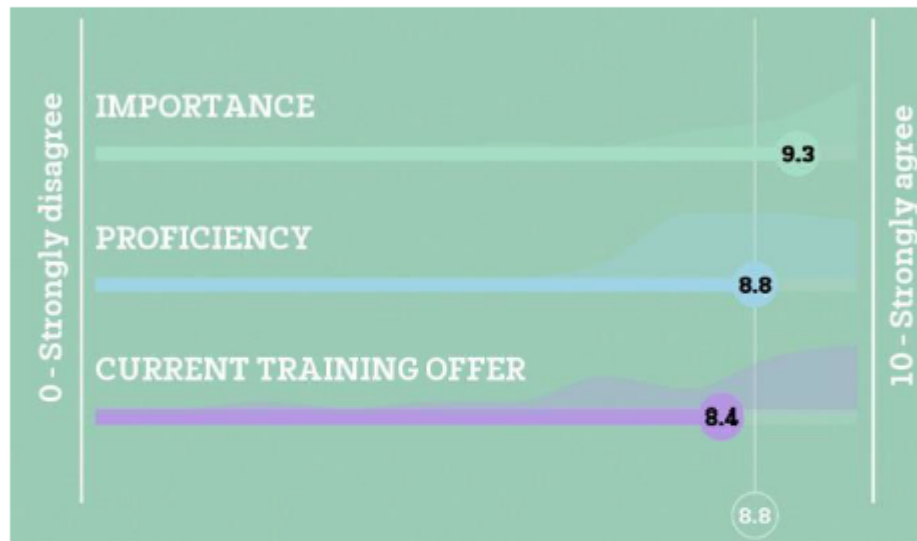 0 - Strongly disagree
IMPORTANCE
9.3
PROFICIENCY
8.8
CURRENT TRAINING OFFER
8.4
8.8
10 - Strongly agree